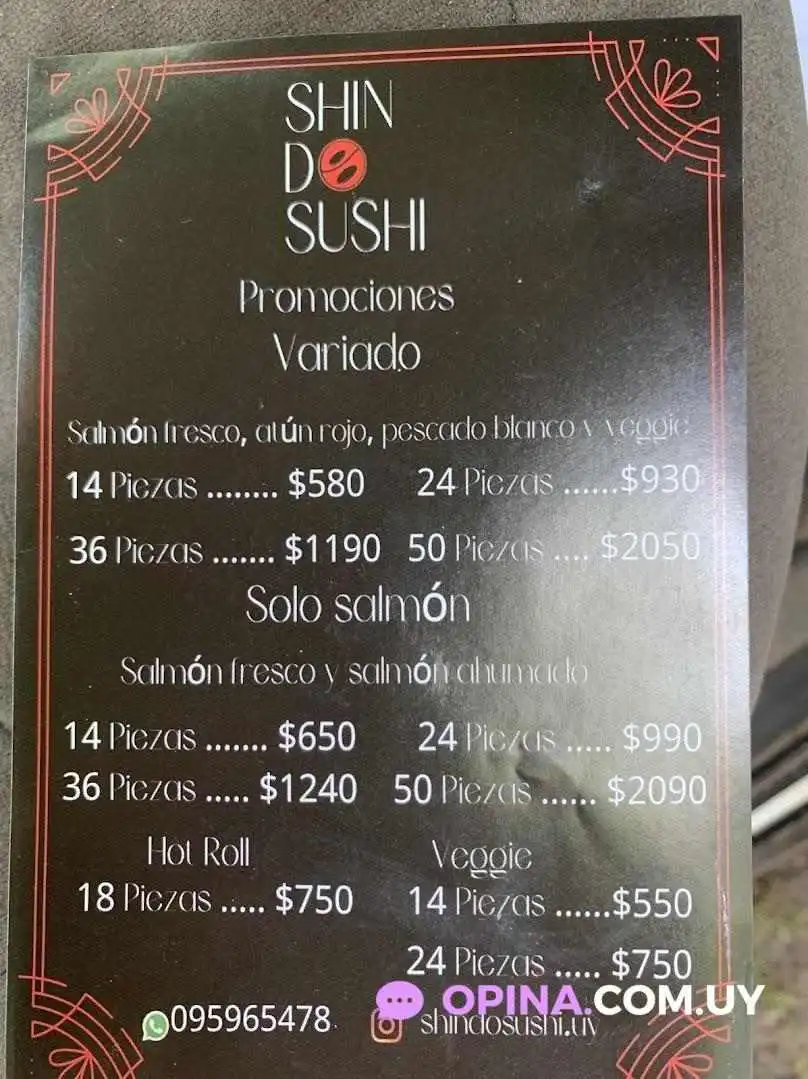 SHIN
DO
SUSHI
Promociones
Variado
Salmón fresco, atún rojo, pescado blanco y veggie
14 Piezas ........ $580 24 Piezas ......$930
36 Piezas ....... $1190 50 Piezas .... $2050
Solo salmón
Salmón fresco y salmón ahumado
14 Piezas ....... $650 24 Piezas ..... $990
36 Piezas ..... $1240 50 Piezas ...... $2090
Hot Roll Veggie
18 Piezas ..... $750 14 Piezas ......$550
24 Piezas ..... $750
OPINA.COM.UY
095965478 shindosushi.uy